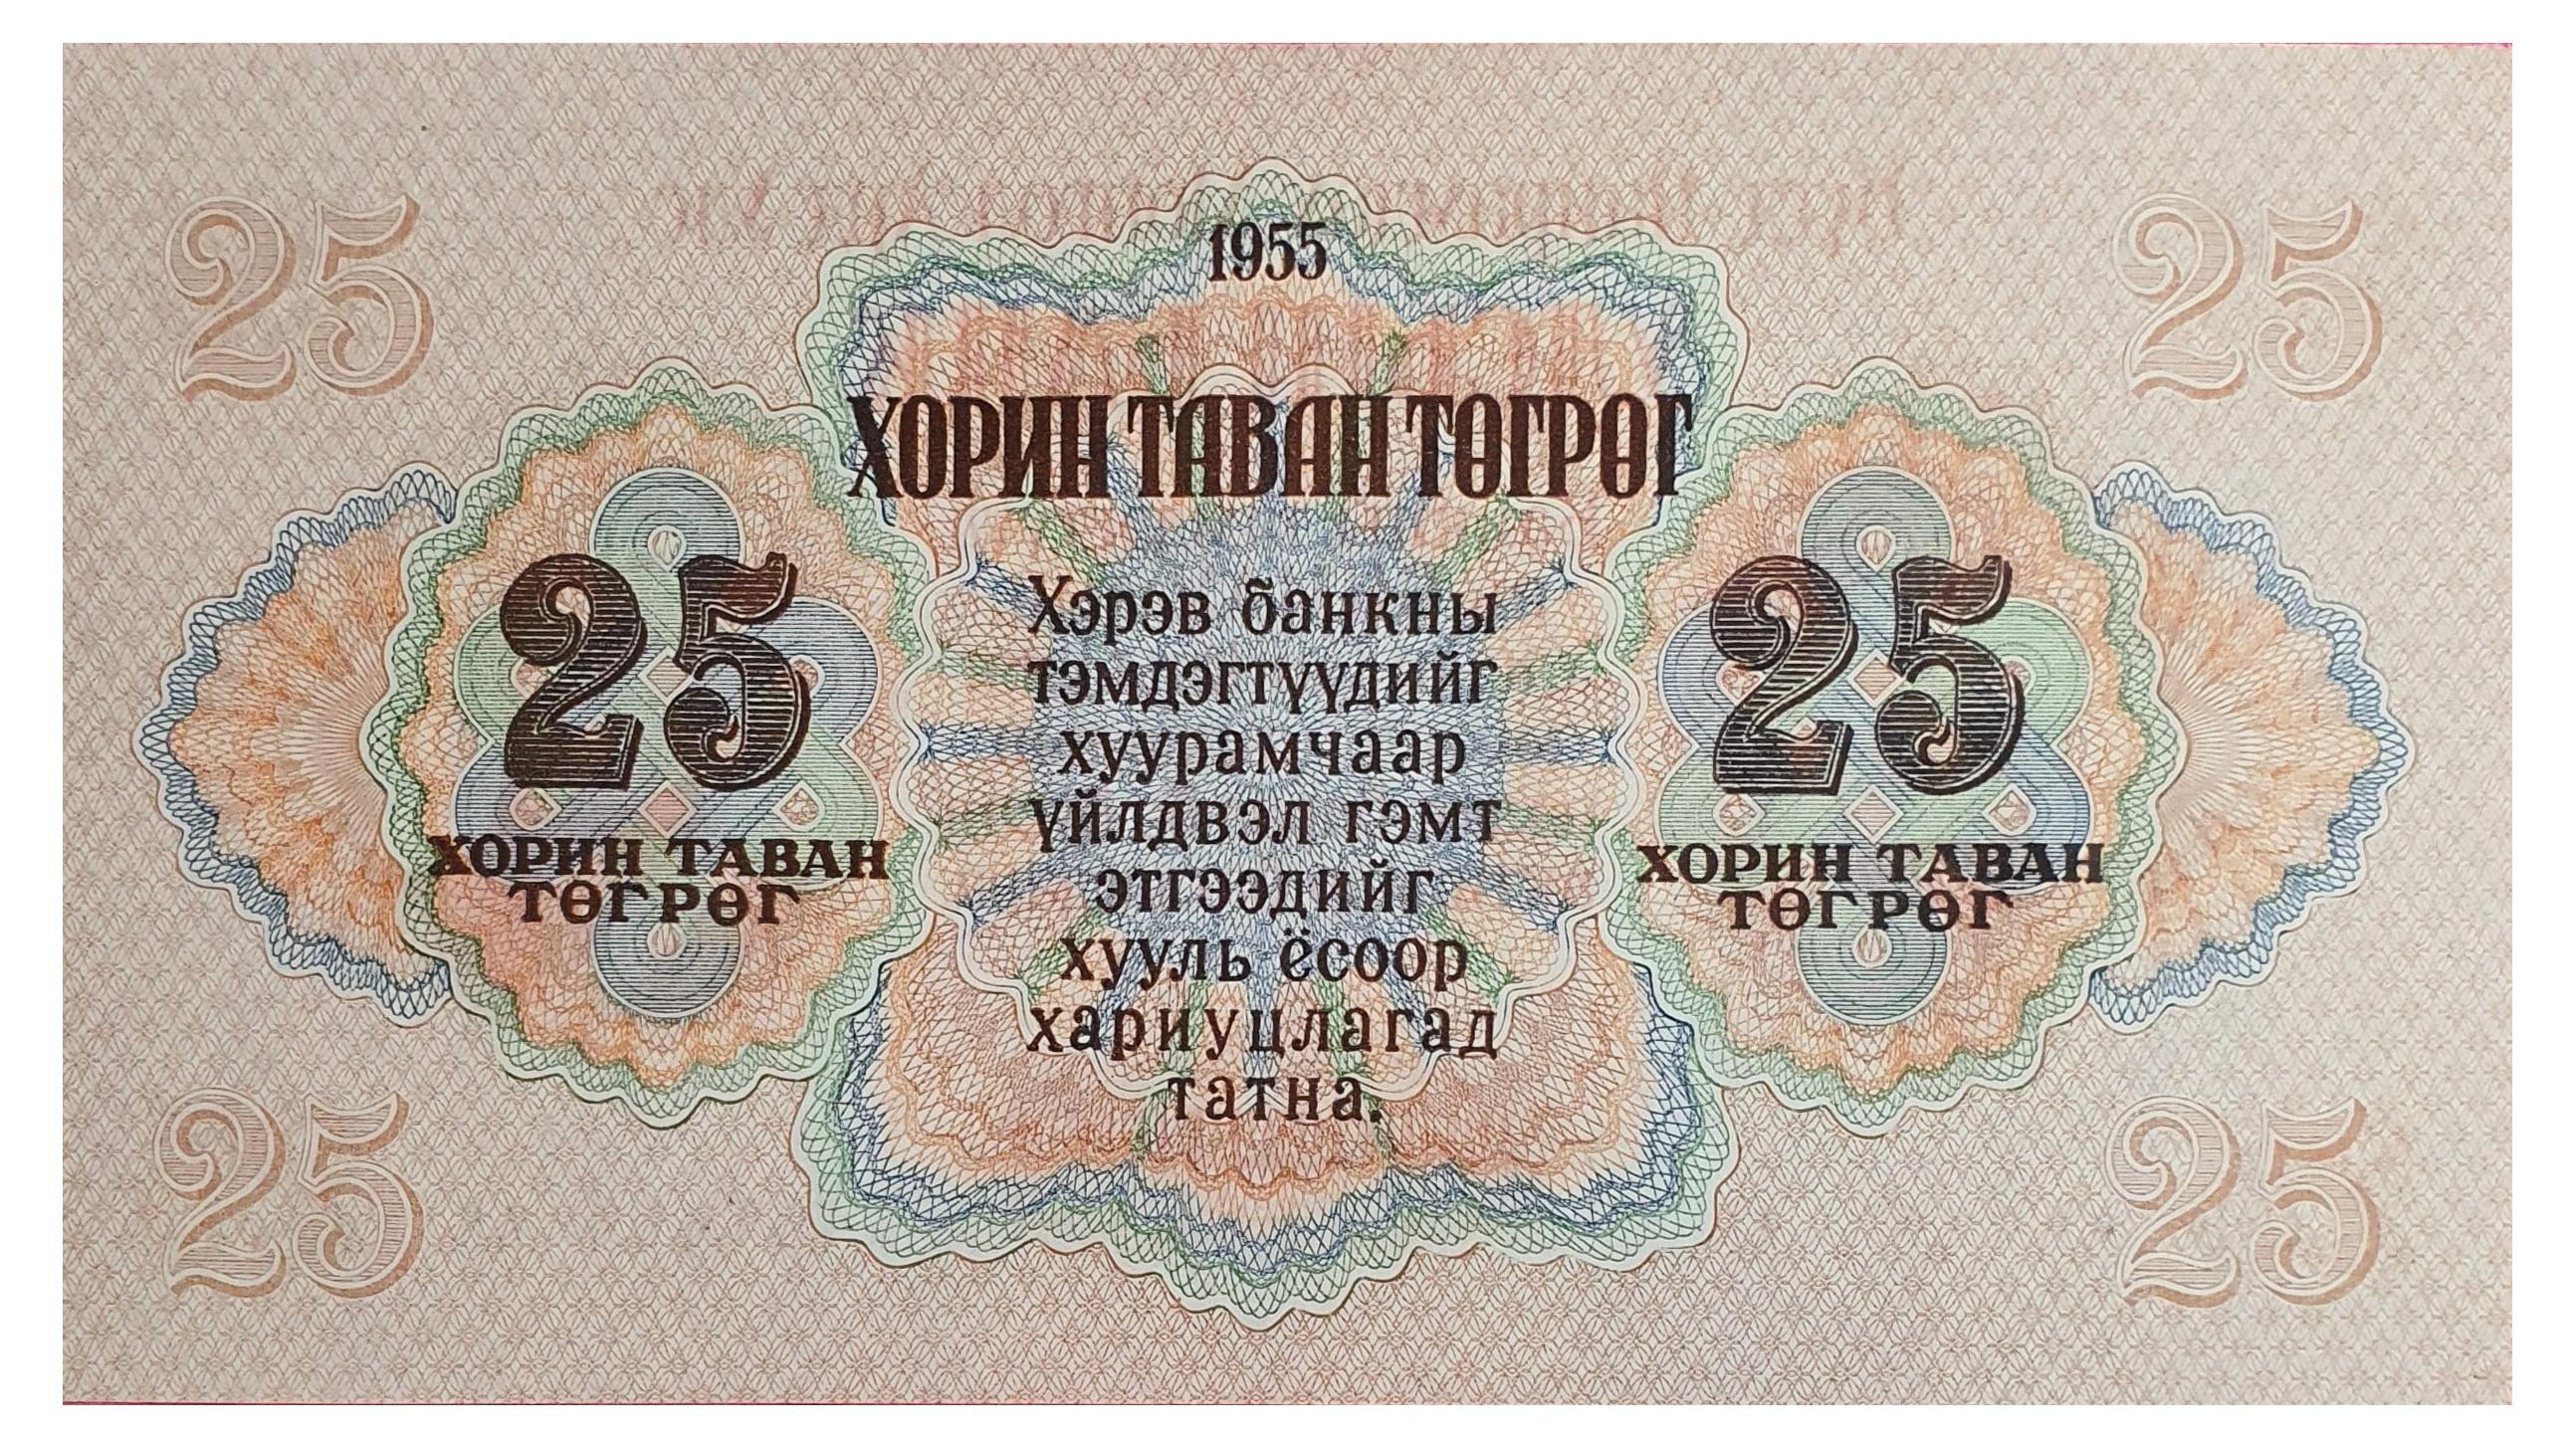 25
25
1955
ХОРИН ТАВАН ТӨГРӨГ
25
ХОРИН ТАВАН
ТӨГРӨГ
Хэрэв банкны
тэмдэгтүүдийг
хуурамчаар
үйлдвэл гэмт
этгээдийг
хууль ёсоор
хариуцлагад
татна.
25
ХОРИН ТАВАН
ТӨГРӨГ
25
25